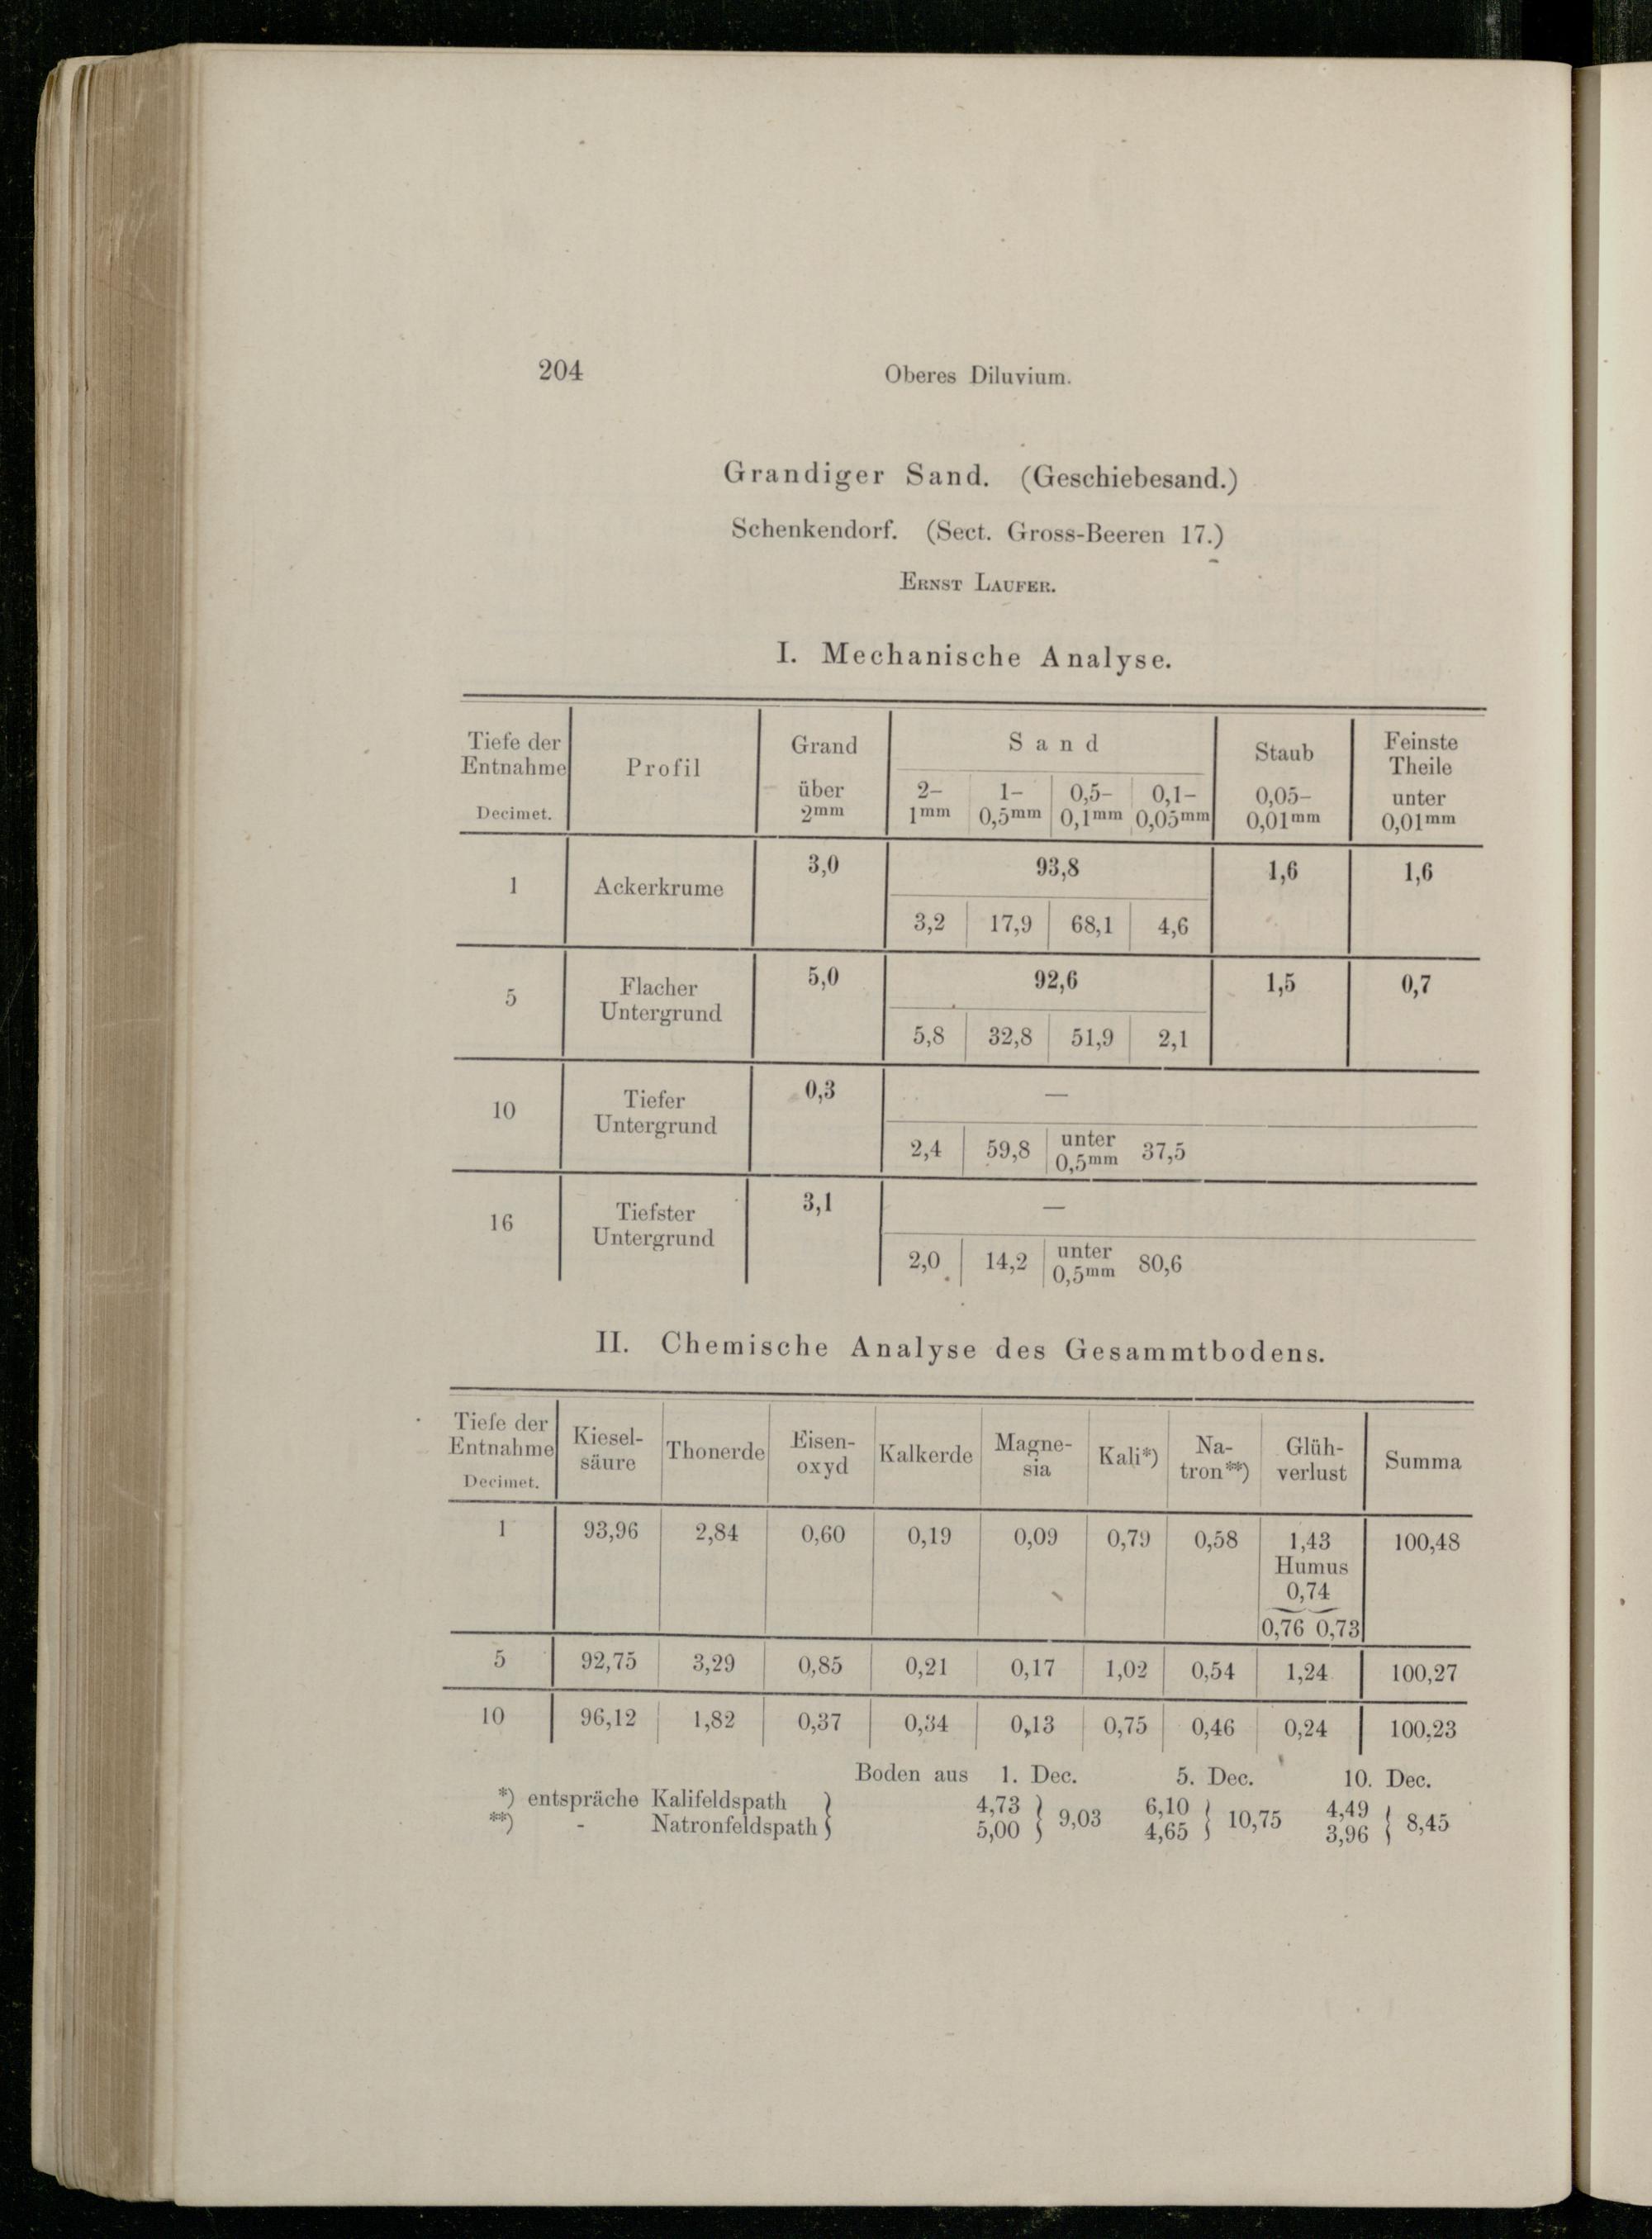 204 Oberes Diluvium.
Grandiger Sand. (Geschiebesand.)
Schenkendorf. (Sect. Gross-Beeren 17.)
Ernst Laufer.
I. Mechanische Analyse.
Tiefe der Entnahme Decimet. | Profil | Grand über 2mm | Sand 2–1mm | 1–0,5mm | 0,5–0,1mm | 0,1–0,05mm | Staub 0,05–0,01mm | Feinste Theile unter 0,01mm
1 | Ackerkrume | 3,0 | 93,8 | 1,6 | 1,6
3,2 | 17,9 | 68,1 | 4,6
5 | Flacher Untergrund | 5,0 | 92,6 | 1,5 | 0,7
5,8 | 32,8 | 51,9 | 2,1
10 | Tiefer Untergrund | 0,3 | —
2,4 | 59,8 | unter 0,5mm 37,5
16 | Tiefster Untergrund | 3,1 | —
2,0 | 14,2 | unter 0,5mm 80,6
II. Chemische Analyse des Gesammtbodens.
Tiefe der Entnahme Decimet. | Kiesel-säure | Thonerde | Eisen-oxyd | Kalkerde | Magne-sia | Kali*) | Na-tron**) | Glüh-verlust | Summa
1 | 93,96 | 2,84 | 0,60 | 0,19 | 0,09 | 0,79 | 0,58 | 1,43 | 100,48
Humus
0,74
0,76 0,73
5 | 92,75 | 3,29 | 0,85 | 0,21 | 0,17 | 1,02 | 0,54 | 1,24 | 100,27
10 | 96,12 | 1,82 | 0,37 | 0,34 | 0,13 | 0,75 | 0,46 | 0,24 | 100,23
Boden aus 1. Dec. 5. Dec. 10. Dec.
*) entspräche Kalifeldspath } 4,73 } 9,03 6,10 } 10,75 4,49 } 8,45
**) - Natronfeldspath } 5,00 } 4,65 } 3,96 }